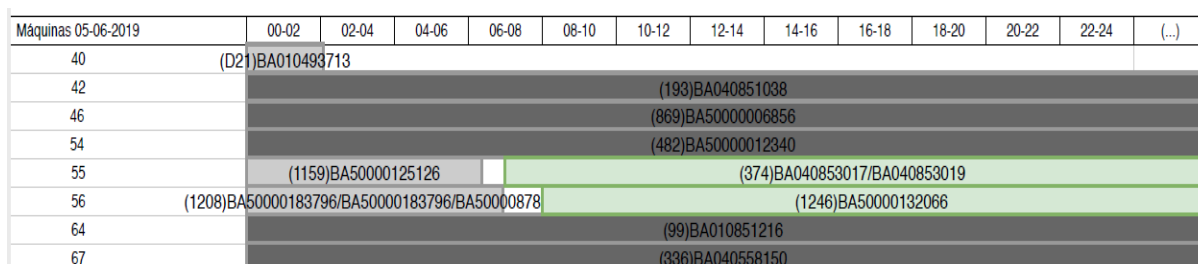 Máquinas 05-06-2019 00-02 02-04 04-06 06-08 08-10 10-12 12-14 14-16 16-18 18-20 20-22 22-24 (...)
40 (D21)BA010493713
42 (193)BA040851038
46 (869)BA50000006856
54 (482)BA50000012340
55 (1159)BA50000125126 (374)BA040853017/BA040853019
56 (1208)BA50000183796/BA50000183796/BA50000878 (1246)BA50000132066
64 (99)BA010851216
67 (336)BA040558150